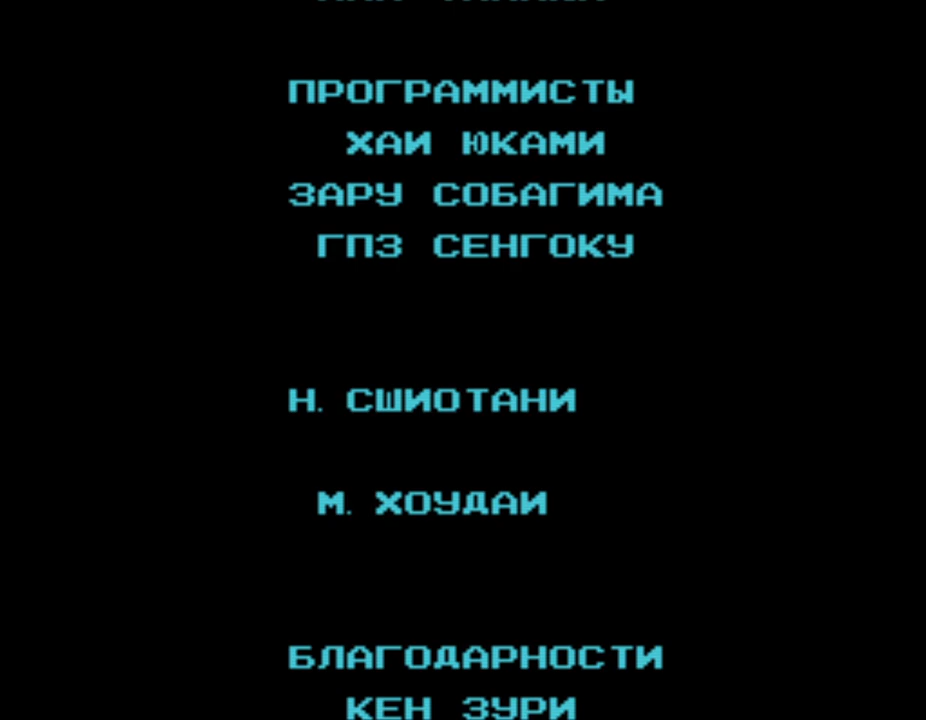 ПРОГРАММИСТЫ
ХАИ ЮКАМИ
ЗАРУ СОБАГИМА
ГПЗ СЕНГОКУ
Н. СШИОТАНИ
М. ХОУДАИ
БЛАГОДАРНОСТИ
КЕН ЗУРИ